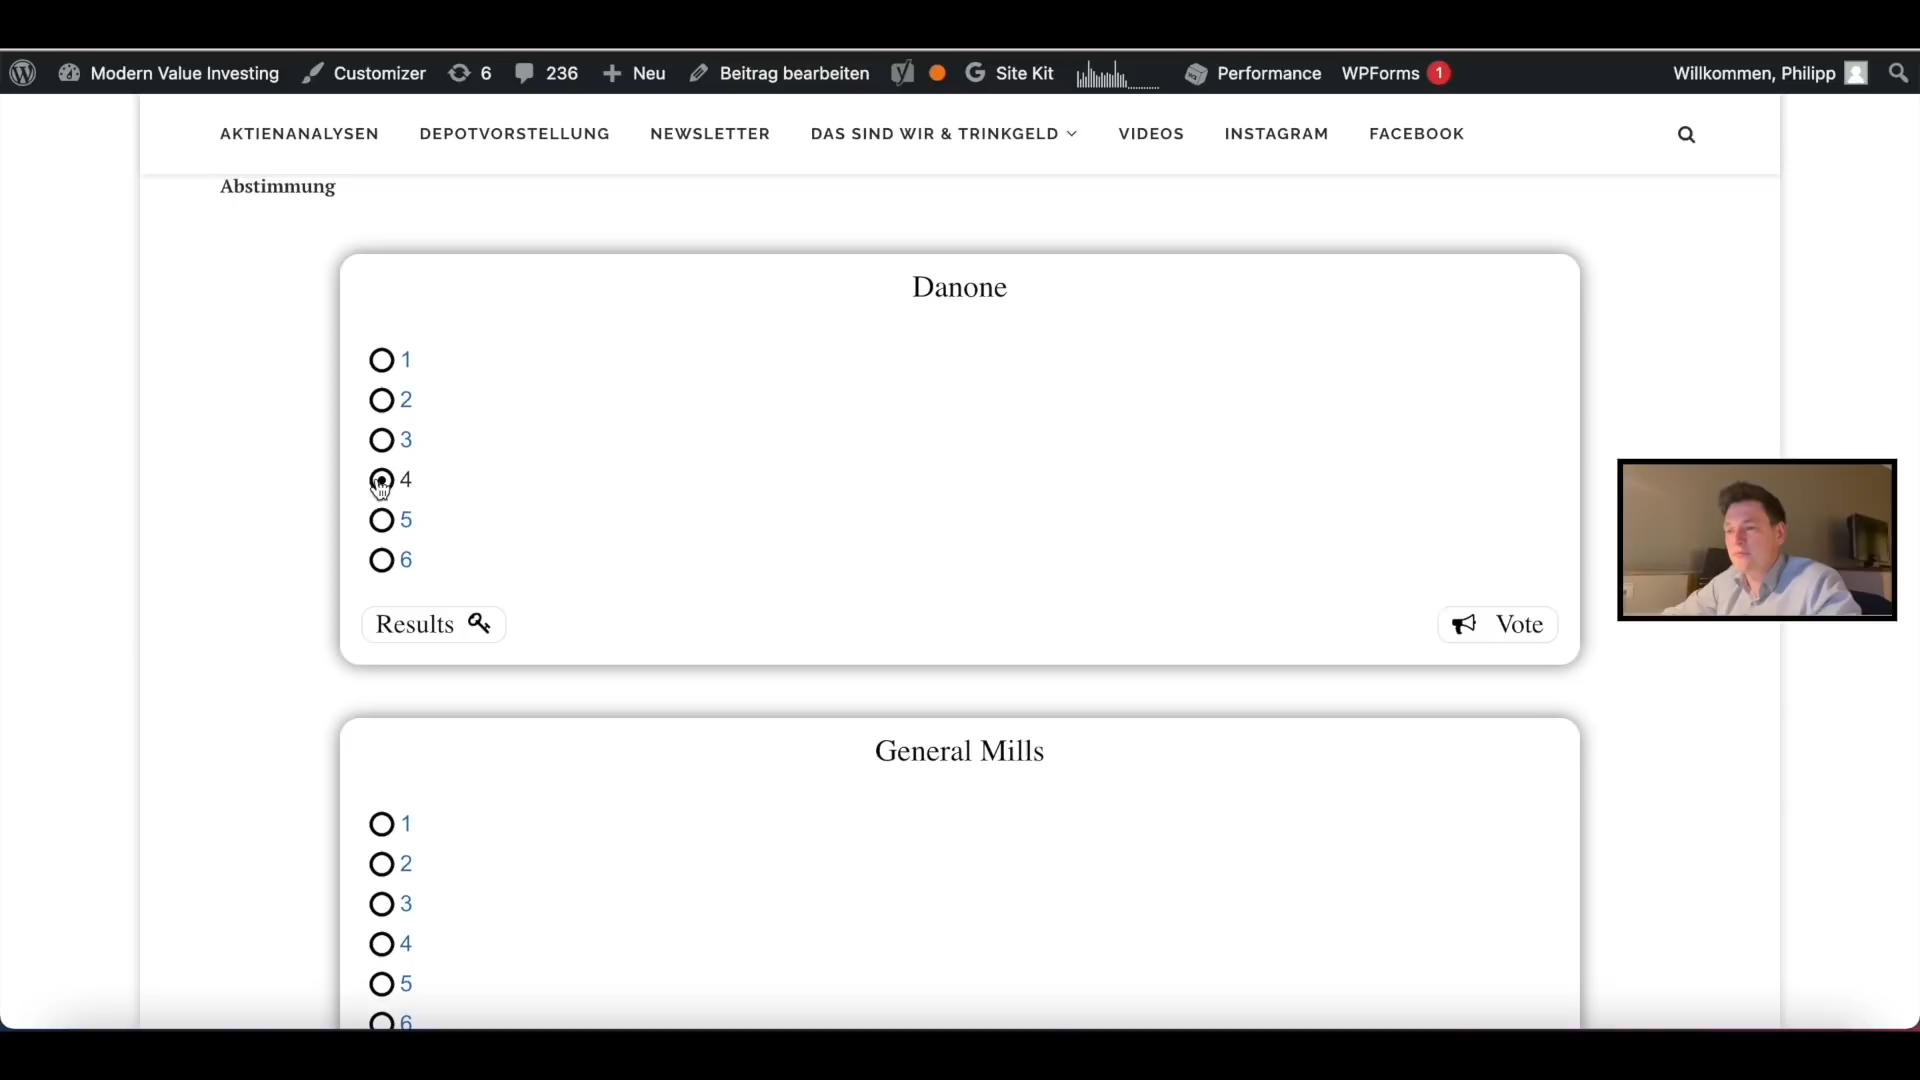 Modern Value Investing Customizer 6 236 Neu Beitrag bearbeiten Site Kit Performance WPForms 1 Willkommen, Philipp
AKTIENANALYSEN DEPOTVORSTELLUNG NEWSLETTER DAS SIND WIR & TRINKGELD VIDEOS INSTAGRAM FACEBOOK
Abstimmung
Danone
1
2
3
4
5
6
Results Vote
General Mills
1
2
3
4
5
6